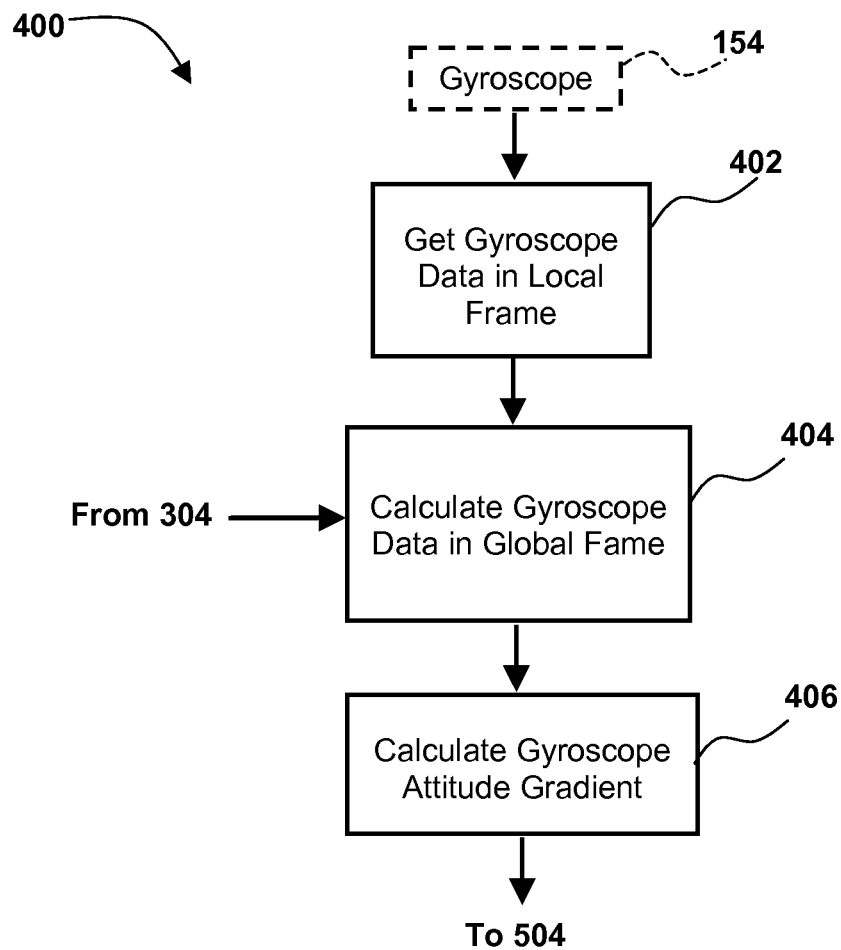 400
154
Gyroscope
402
Get Gyroscope
Data in Local
Frame
404
From 304
Calculate Gyroscope
Data in Global Fame
406
Calculate Gyroscope
Attitude Gradient
To 504